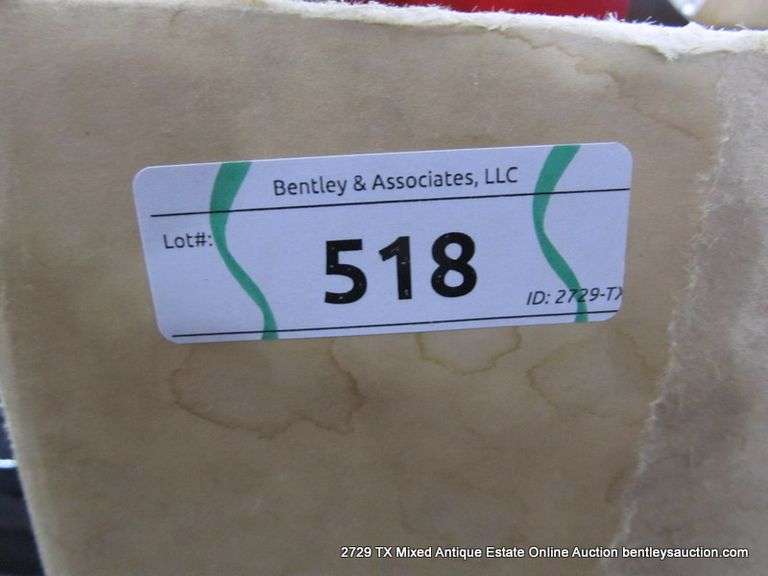 Bentley & Associates, LLC
Lot#:
518
ID: 2729-TX
2729 TX Mixed Antique Estate Online Auction bentleysauction.com